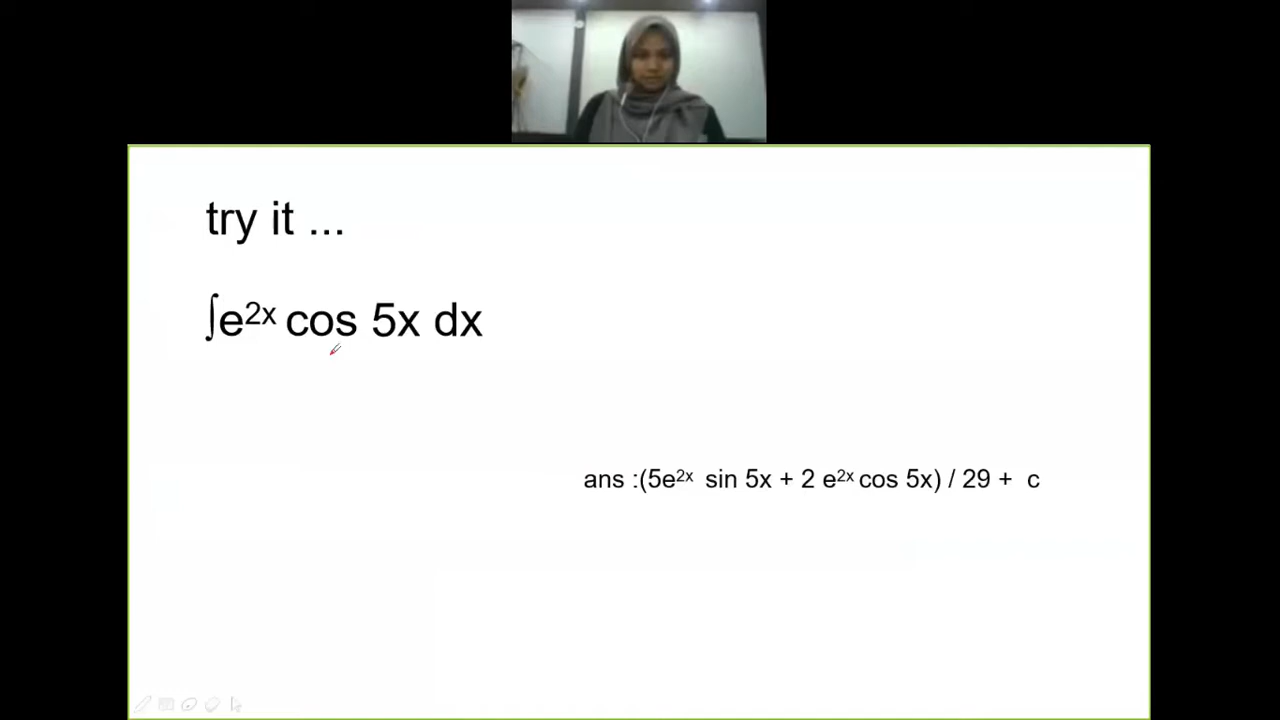 try it ...
∫e²ˣ cos 5x dx
ans :(5e²ˣ sin 5x + 2 e²ˣ cos 5x) / 29 + c